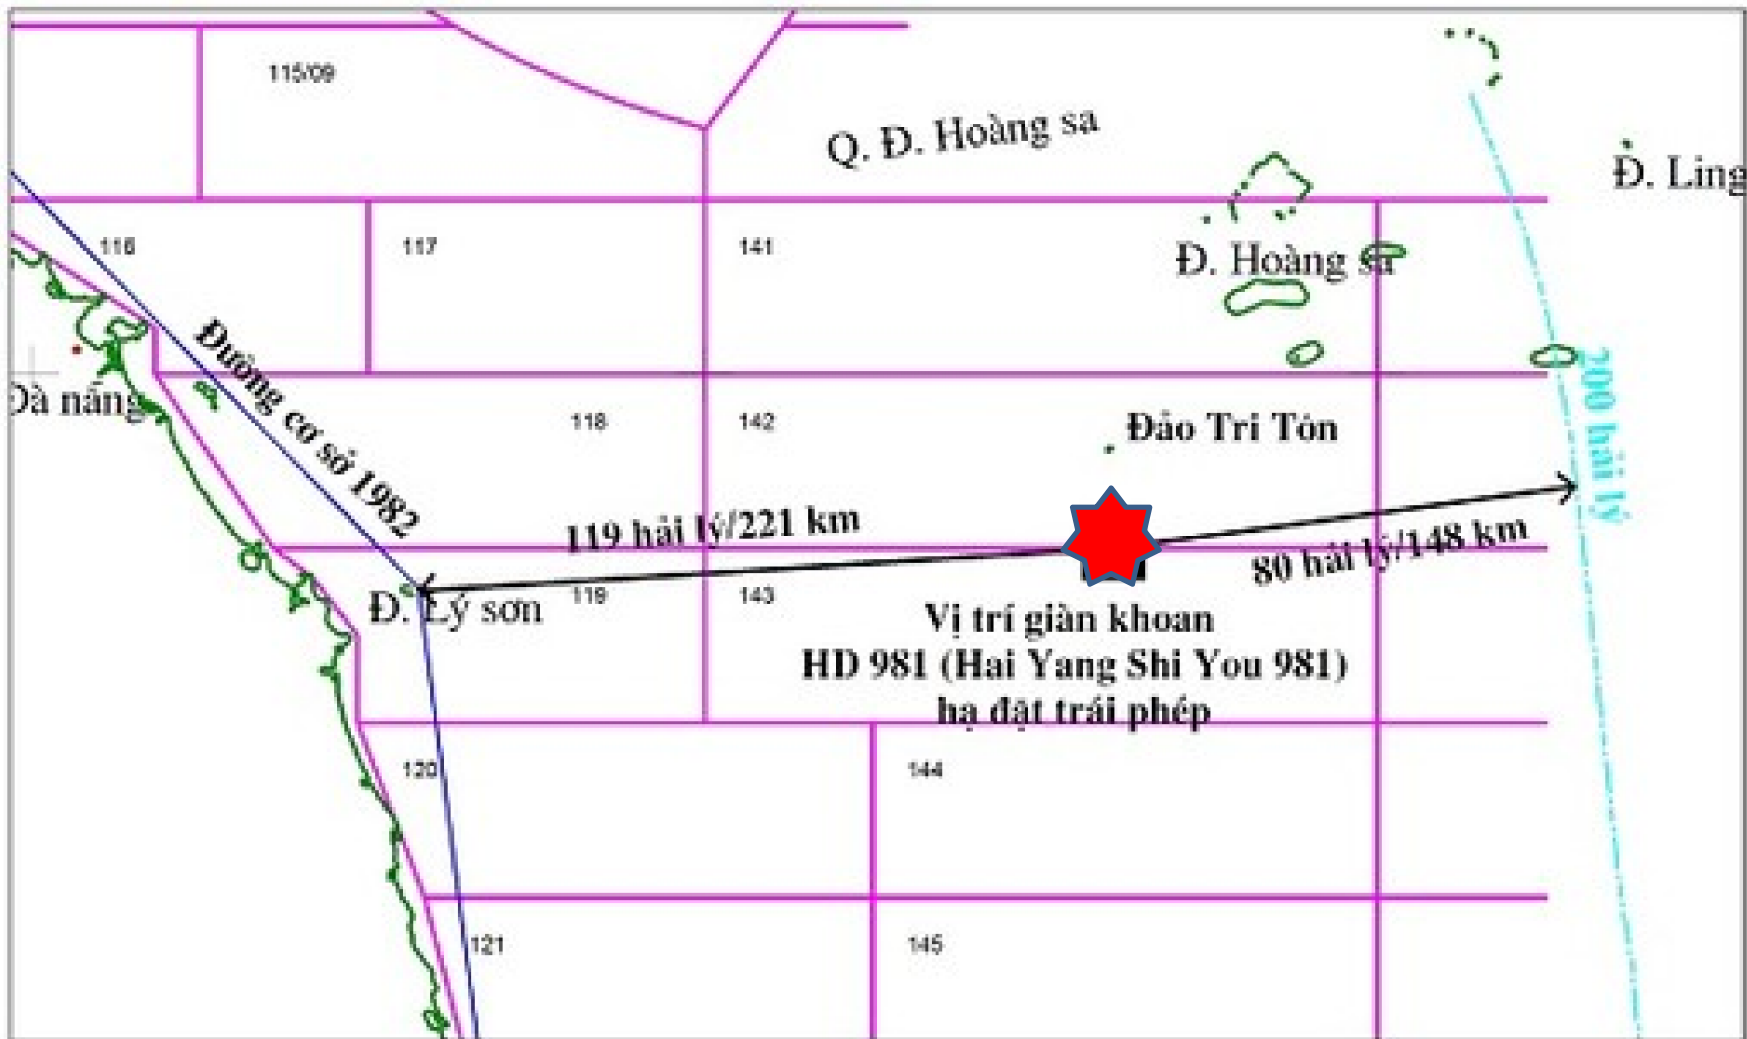 115/09
Q. Đ. Hoàng sa
Đ. Ling
116
117
141
Đ. Hoàng sa
Đường cơ sở 1982
Đà nẵng
118
142
Đảo Tri Tôn
200 hải lý
119 hải lý/221 km
80 hải lý/148 km
Đ. Lý sơn
119
143
Vị trí giàn khoan
HD 981 (Hai Yang Shi You 981)
hạ đặt trái phép
120
144
121
145